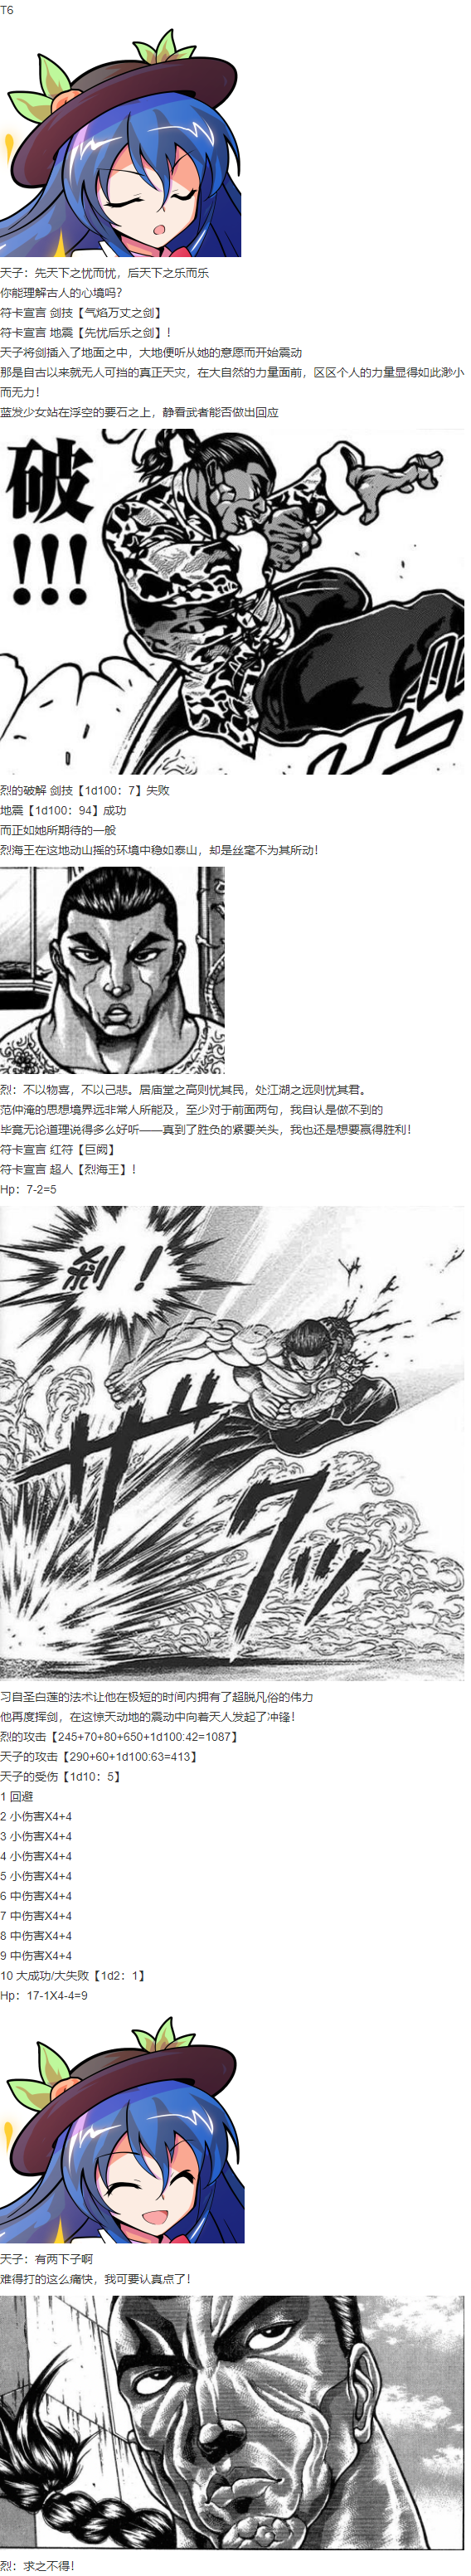 T6
天子：先天下之忧而忧，后天下之乐而乐
你能理解古人的心境吗？
符卡宣言 剑技【气焰万丈之剑】
符卡宣言 地震【先忧后乐之剑】！
天子将剑插入了地面之中，大地便听从她的意愿而开始震动
那是自古以来就无人可挡的真正天灾，在大自然的力量面前，区区个人的力量显得如此渺小
而无力！
蓝发少女站在浮空的要石之上，静看武者能否做出回应
破
!!!
烈的破解 剑技【1d100：7】失败
地震【1d100：94】成功
而正如她所期待的一般
烈海王在这地动山摇的环境中稳如泰山，却是丝毫不为其所动！
烈：不以物喜，不以己悲。居庙堂之高则忧其民，处江湖之远则忧其君。
范仲淹的思想境界远非常人所能及，至少对于前面两句，我自认是做不到的
毕竟无论道理说得多么好听——真到了胜负的紧要关头，我也还是想要赢得胜利！
符卡宣言 红符【巨阙】
符卡宣言 超人【烈海王】！
Hp：7-2=5
刹！
ザ
クッ
习自圣白莲的法术让他在极短的时间内拥有了超脱凡俗的伟力
他再度挥剑，在这惊天动地的震动中向着天人发起了冲锋！
烈的攻击【245+70+80+650+1d100:42=1087】
天子的攻击【290+60+1d100:63=413】
天子的受伤【1d10：5】
1 回避
2 小伤害X4+4
3 小伤害X4+4
4 小伤害X4+4
5 小伤害X4+4
6 中伤害X4+4
7 中伤害X4+4
8 中伤害X4+4
9 中伤害X4+4
10 大成功/大失败【1d2：1】
Hp：17-1X4-4=9
天子：有两下子啊
难得打的这么痛快，我可要认真点了！
烈：求之不得！